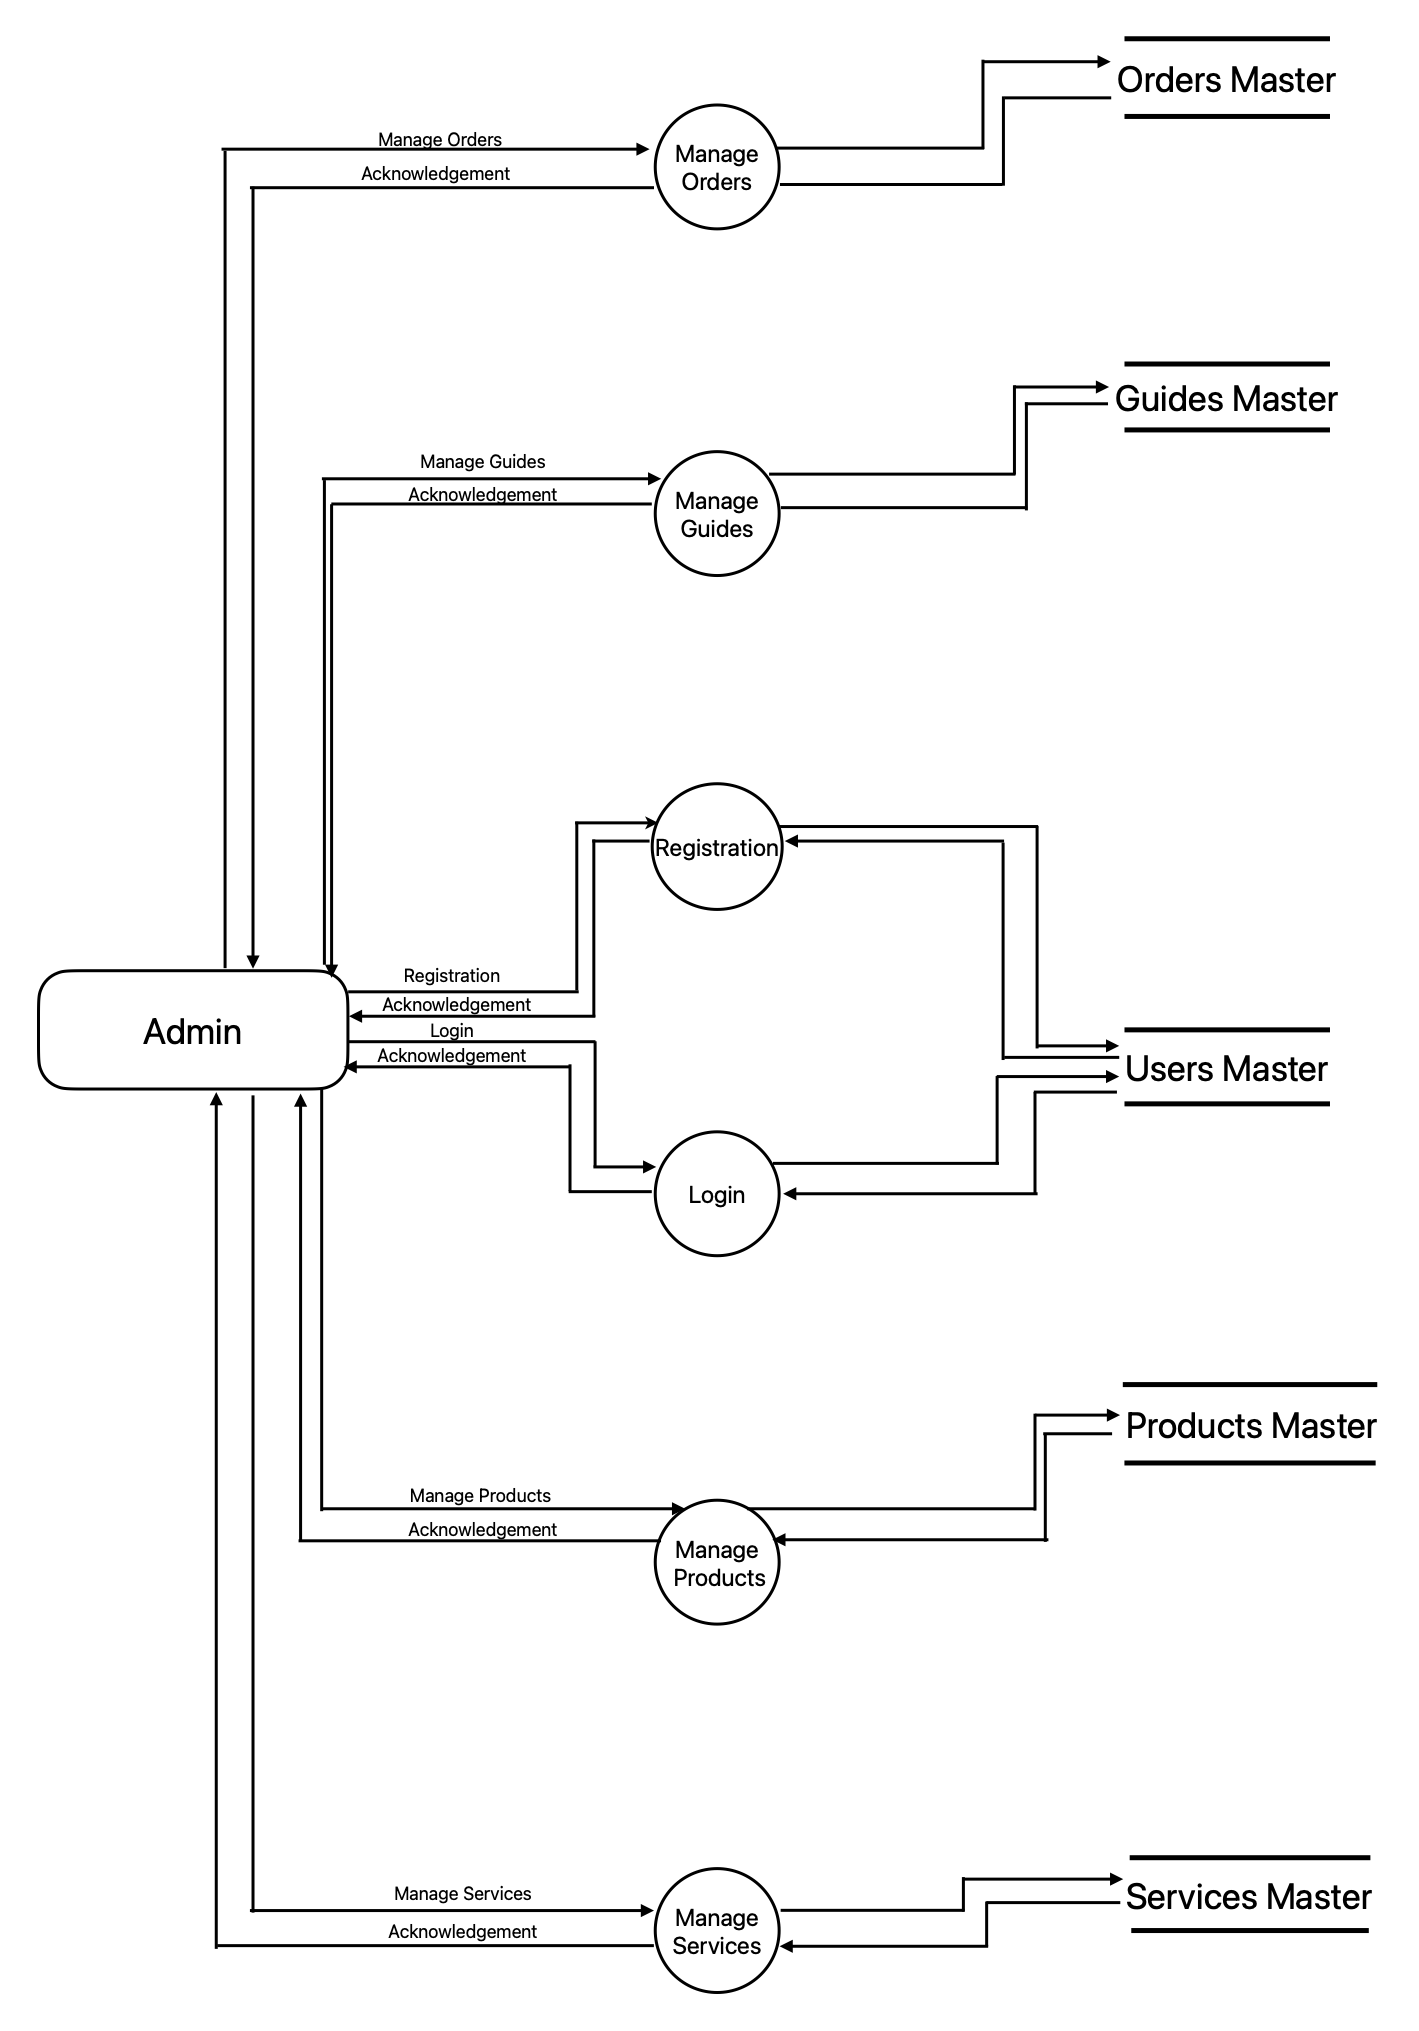 Orders Master
Manage Orders
Acknowledgement
Manage
Orders
Guides Master
Manage Guides
Acknowledgement
Manage
Guides
Registration
Registration
Acknowledgement
Admin
Login
Acknowledgement
Users Master
Login
Products Master
Manage Products
Acknowledgement
Manage
Products
Services Master
Manage Services
Acknowledgement
Manage
Services